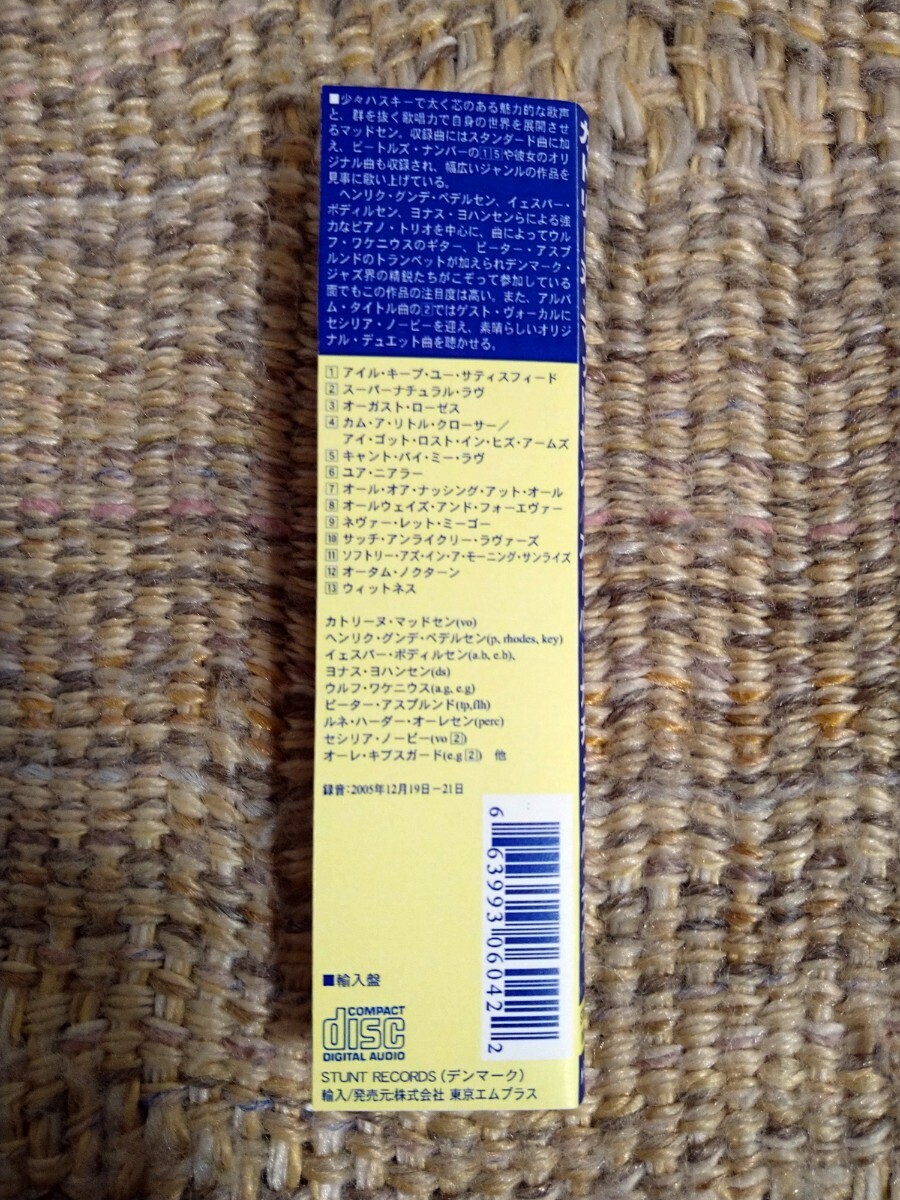 ■少々ハスキーで太く芯のある魅力的な歌声
と、群を抜く歌唱力で自身の世界を展開させ
るマッドセン。収録曲にはスタンダード曲に加
え、ビートルズ・ナンバーの①⑤や彼女のオリ
ジナル曲も収録され、幅広いジャンルの作品を
見事に歌い上げている。
ヘンリク・グンデ・ペデルセン、イェスパー・
ボディルセン、ヨナス・ヨハンセンらによる強
力なピアノ・トリオを中心に、曲によってウル
フ・ワケニウスのギター、ピーター・アスプ
ルンドのトランペットが加えられデンマーク・
ジャズ界の精鋭たちがこぞって参加している
面でもこの作品の注目度は高い。また、アルバ
ム・タイトル曲の②ではゲスト・ヴォーカルに
セシリア・ノービーを迎え、素晴らしいオリジ
ナル・デュエット曲を聴かせる。
1 アイル・キープ・ユー・サティスフィード
2 スーパーナチュラル・ラヴ
3 オーガスト・ローゼス
4 カム・ア・リトル・クローサー/
アイ・ゴット・ロスト・イン・ヒズ・アームズ
5 キャント・バイ・ミー・ラヴ
6 ユア・ニアラー
7 オール・オア・ナッシング・アット・オール
8 オールウェイズ・アンド・フォーエヴァー
9 ネヴァー・レット・ミーゴー
10 サッチ・アンライクリー・ラヴァーズ
11 ソフトリー・アズ・イン・ア・モーニング・サンライズ
12 オータム・ノクターン
13 ウィットネス
カトリーヌ・マッドセン(vo)
ヘンリク・グンデ・ペデルセン(p, rhodes, key)
イェスパー・ボディルセン(a.b, e.b)、
ヨナス・ヨハンセン(ds)
ウルフ・ワケニウス(a.g, e.g)
ピーター・アスプルンド(tp,flh)
ルネ・ハーダー・オーレセン(perc)
セシリア・ノービー(vo 2)
オーレ・キブスガード(e.g 2) 他
録音:2005年12月19日-21日
6 63993 06042 2
■輸入盤
COMPACT
disc
DIGITAL AUDIO
STUNT RECORDS (デンマーク)
輸入/発売元:株式会社 東京エムプラス